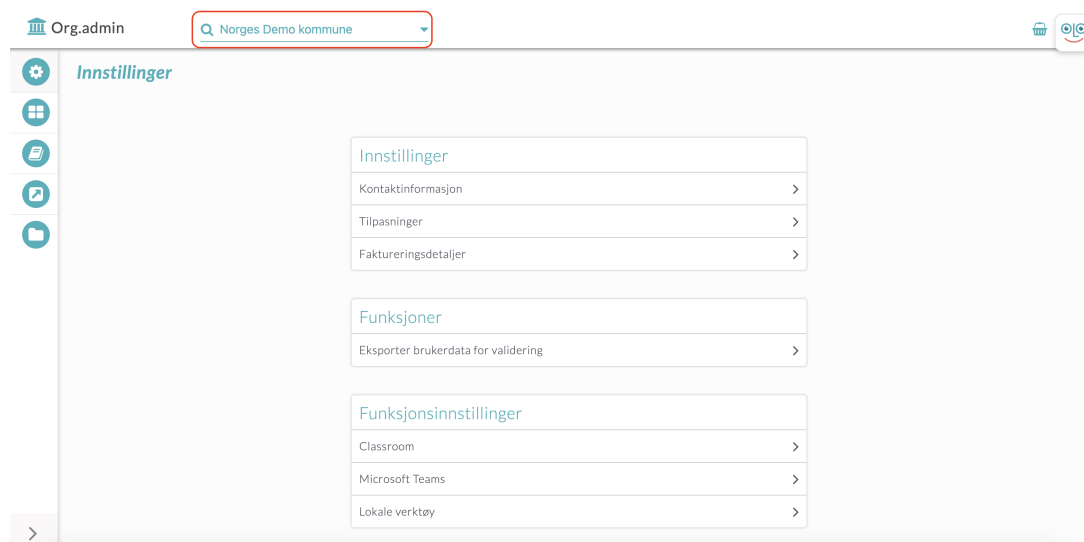 Org.admin
Norges Demo kommune
Innstillinger
Innstillinger
Kontaktinformasjon
Tilpasninger
Faktureringsdetaljer
Funksjoner
Eksporter brukerdata for validering
Funksjonsinnstillinger
Classroom
Microsoft Teams
Lokale verktøy